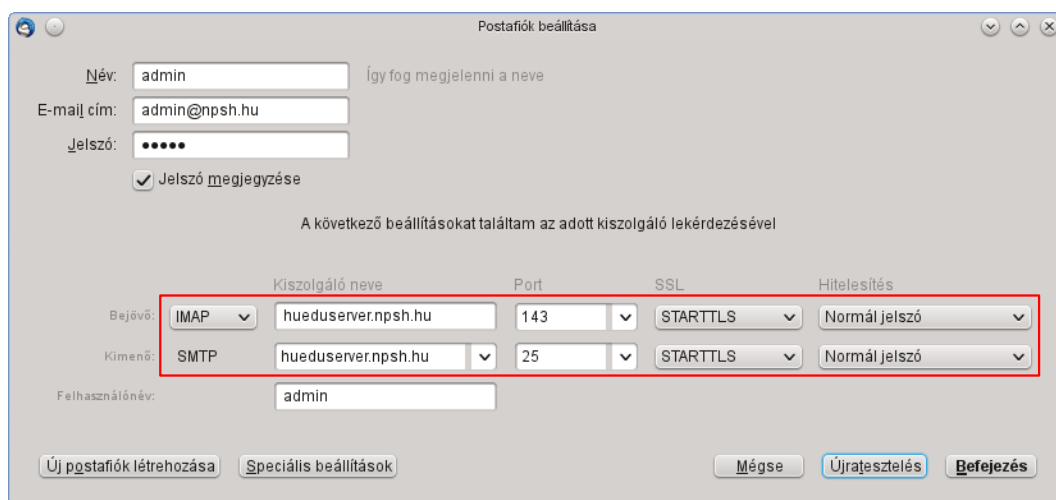 Postafiók beállítása
Név: admin Így fog megjelenni a neve
E-mail cím: admin@npsh.hu
Jelszó: •••••
Jelszó megjegyzése
A következő beállításokat találtam az adott kiszolgáló lekérdezésével
Kiszolgáló neve Port SSL Hitelesítés
Bejövő: IMAP hueduserver.npsh.hu 143 STARTTLS Normál jelszó
Kimenő: SMTP hueduserver.npsh.hu 25 STARTTLS Normál jelszó
Felhasználónév: admin
Új postafiók létrehozása Speciális beállítások Mégse Újratesztelés Befejezés